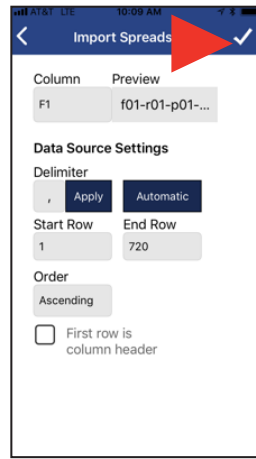 AT&T LTE 10:09 AM
Import Spreads
Column Preview
F1 f01-r01-p01-...
Data Source Settings
Delimiter
, Apply Automatic
Start Row End Row
1 720
Order
Ascending
First row is
column header